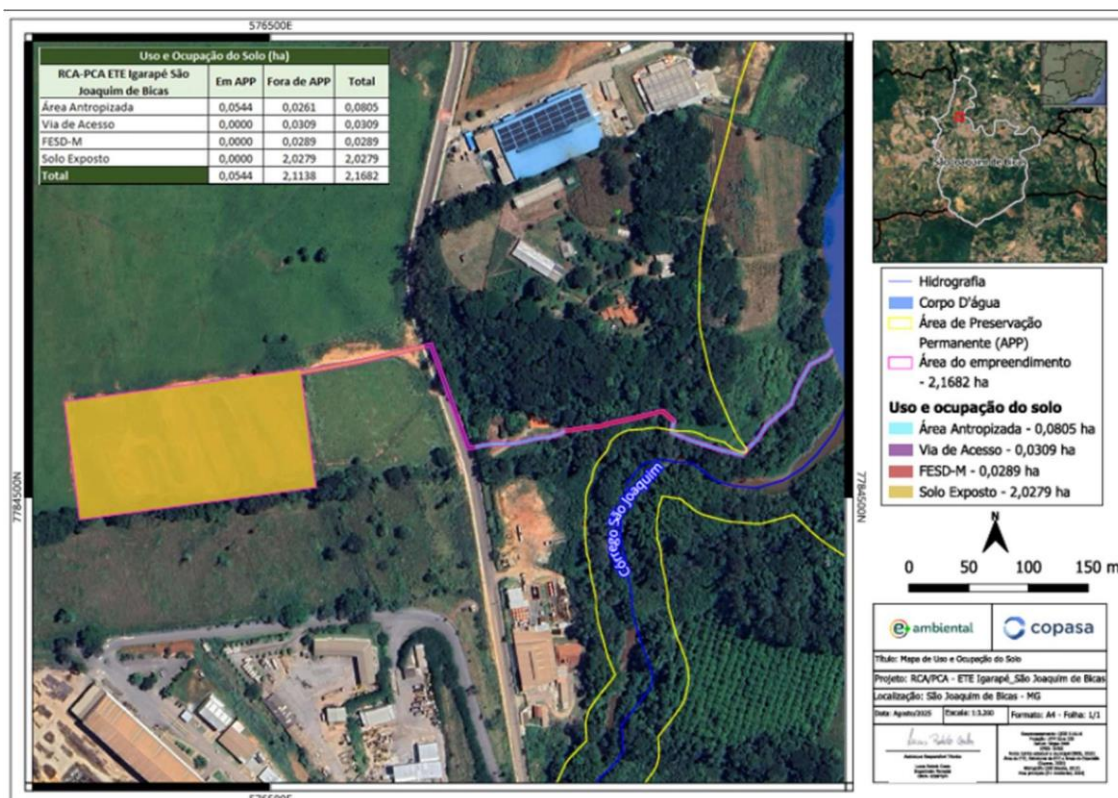 576500E
Uso e Ocupação do Solo (ha)
RCA-PCA ETE Igarapé São Joaquim de Bicas Em APP Fora de APP Total
Área Antropizada 0,0544 0,0261 0,0805
Via de Acesso 0,0000 0,0309 0,0309
FESD-M 0,0000 0,0289 0,0289
Solo Exposto 0,0000 2,0279 2,0279
Total 0,0544 2,1138 2,1682
7784500N
7784500N
Córrego São Joaquim
576500E
São Joaquim de Bicas
Hidrografia
Corpo D'água
Área de Preservação
Permanente (APP)
Área do empreendimento
- 2,1682 ha
Uso e ocupação do solo
Área Antropizada - 0,0805 ha
Via de Acesso - 0,0309 ha
FESD-M - 0,0289 ha
Solo Exposto - 2,0279 ha
N
0 50 100 150 m
e ambiental
copasa
Título: Mapa de Uso e Ocupação do Solo
Projeto: RCA/PCA - ETE Igarapé_São Joaquim de Bicas
Localização: São Joaquim de Bicas - MG
Data: Agosto/2025 Escala: 1:3.200 Formato: A4 - Folha: 1/1